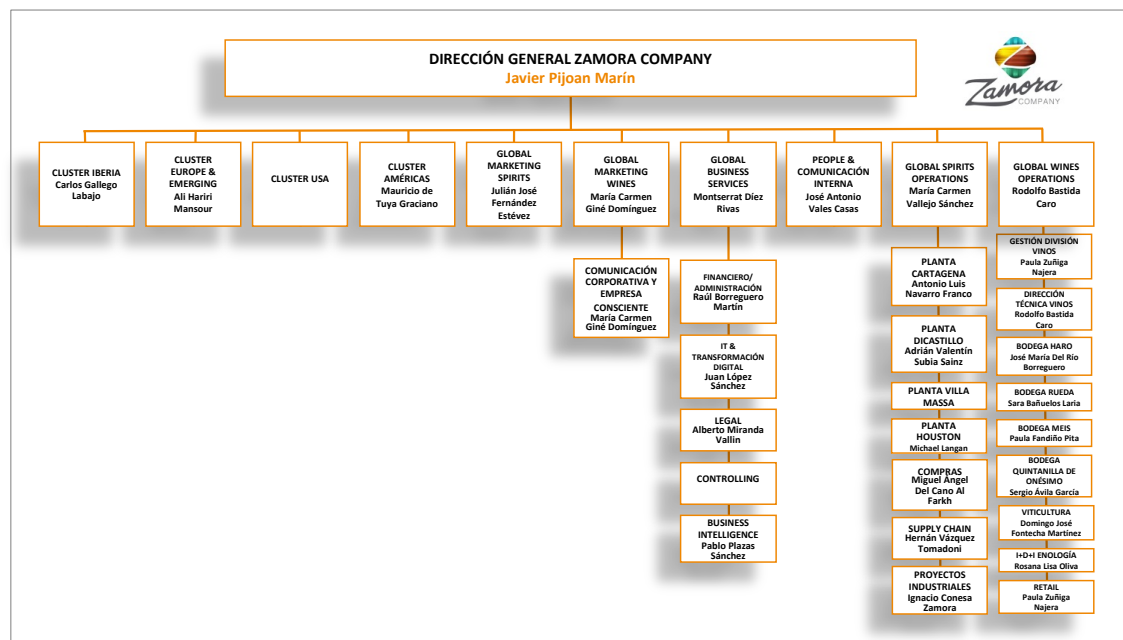 DIRECCIÓN GENERAL ZAMORA COMPANY
Javier Pijoan Marín
Zamora
COMPANY
CLUSTER IBERIA
Carlos Gallego
Labajo
CLUSTER
EUROPE &
EMERGING
Ali Hariri
Mansour
CLUSTER USA
CLUSTER
AMÉRICAS
Mauricio de
Tuya Graciano
GLOBAL
MARKETING
SPIRITS
Julián José
Fernández
Estévez
GLOBAL
MARKETING
WINES
María Carmen
Giné Domínguez
GLOBAL
BUSINESS
SERVICES
Montserrat Díez
Rivas
PEOPLE &
COMUNICACIÓN
INTERNA
José Antonio
Vales Casas
GLOBAL SPIRITS
OPERATIONS
María Carmen
Vallejo Sánchez
GLOBAL WINES
OPERATIONS
Rodolfo Bastida
Caro
COMUNICACIÓN
CORPORATIVA Y
EMPRESA
CONSCIENTE
María Carmen
Giné Domínguez
FINANCIERO/
ADMINISTRACIÓN
Raúl Borreguero
Martín
IT &
TRANSFORMACIÓN
DIGITAL
Juan López
Sánchez
LEGAL
Alberto Miranda
Vallin
CONTROLLING
BUSINESS
INTELLIGENCE
Pablo Plazas
Sánchez
PLANTA
CARTAGENA
Antonio Luis
Navarro Franco
PLANTA
DICASTILLO
Adrián Valentín
Subia Sainz
PLANTA VILLA
MASSA
PLANTA
HOUSTON
Michael Langan
COMPRAS
Miguel Ángel
Del Cano Al
Farkh
SUPPLY CHAIN
Hernán Vázquez
Tomadoni
PROYECTOS
INDUSTRIALES
Ignacio Conesa
Zamora
GESTIÓN DIVISIÓN
VINOS
Paula Zuñiga
Najera
DIRECCIÓN
TÉCNICA VINOS
Rodolfo Bastida
Caro
BODEGA HARO
José María Del Río
Borreguero
BODEGA RUEDA
Sara Bañuelos Laria
BODEGA MEIS
Paula Fandiño Pita
BODEGA
QUINTANILLA DE
ONÉSIMO
Sergio Ávila García
VITICULTURA
Domingo José
Fontecha Martínez
I+D+I ENOLOGÍA
Rosana Lisa Oliva
RETAIL
Paula Zuñiga
Najera